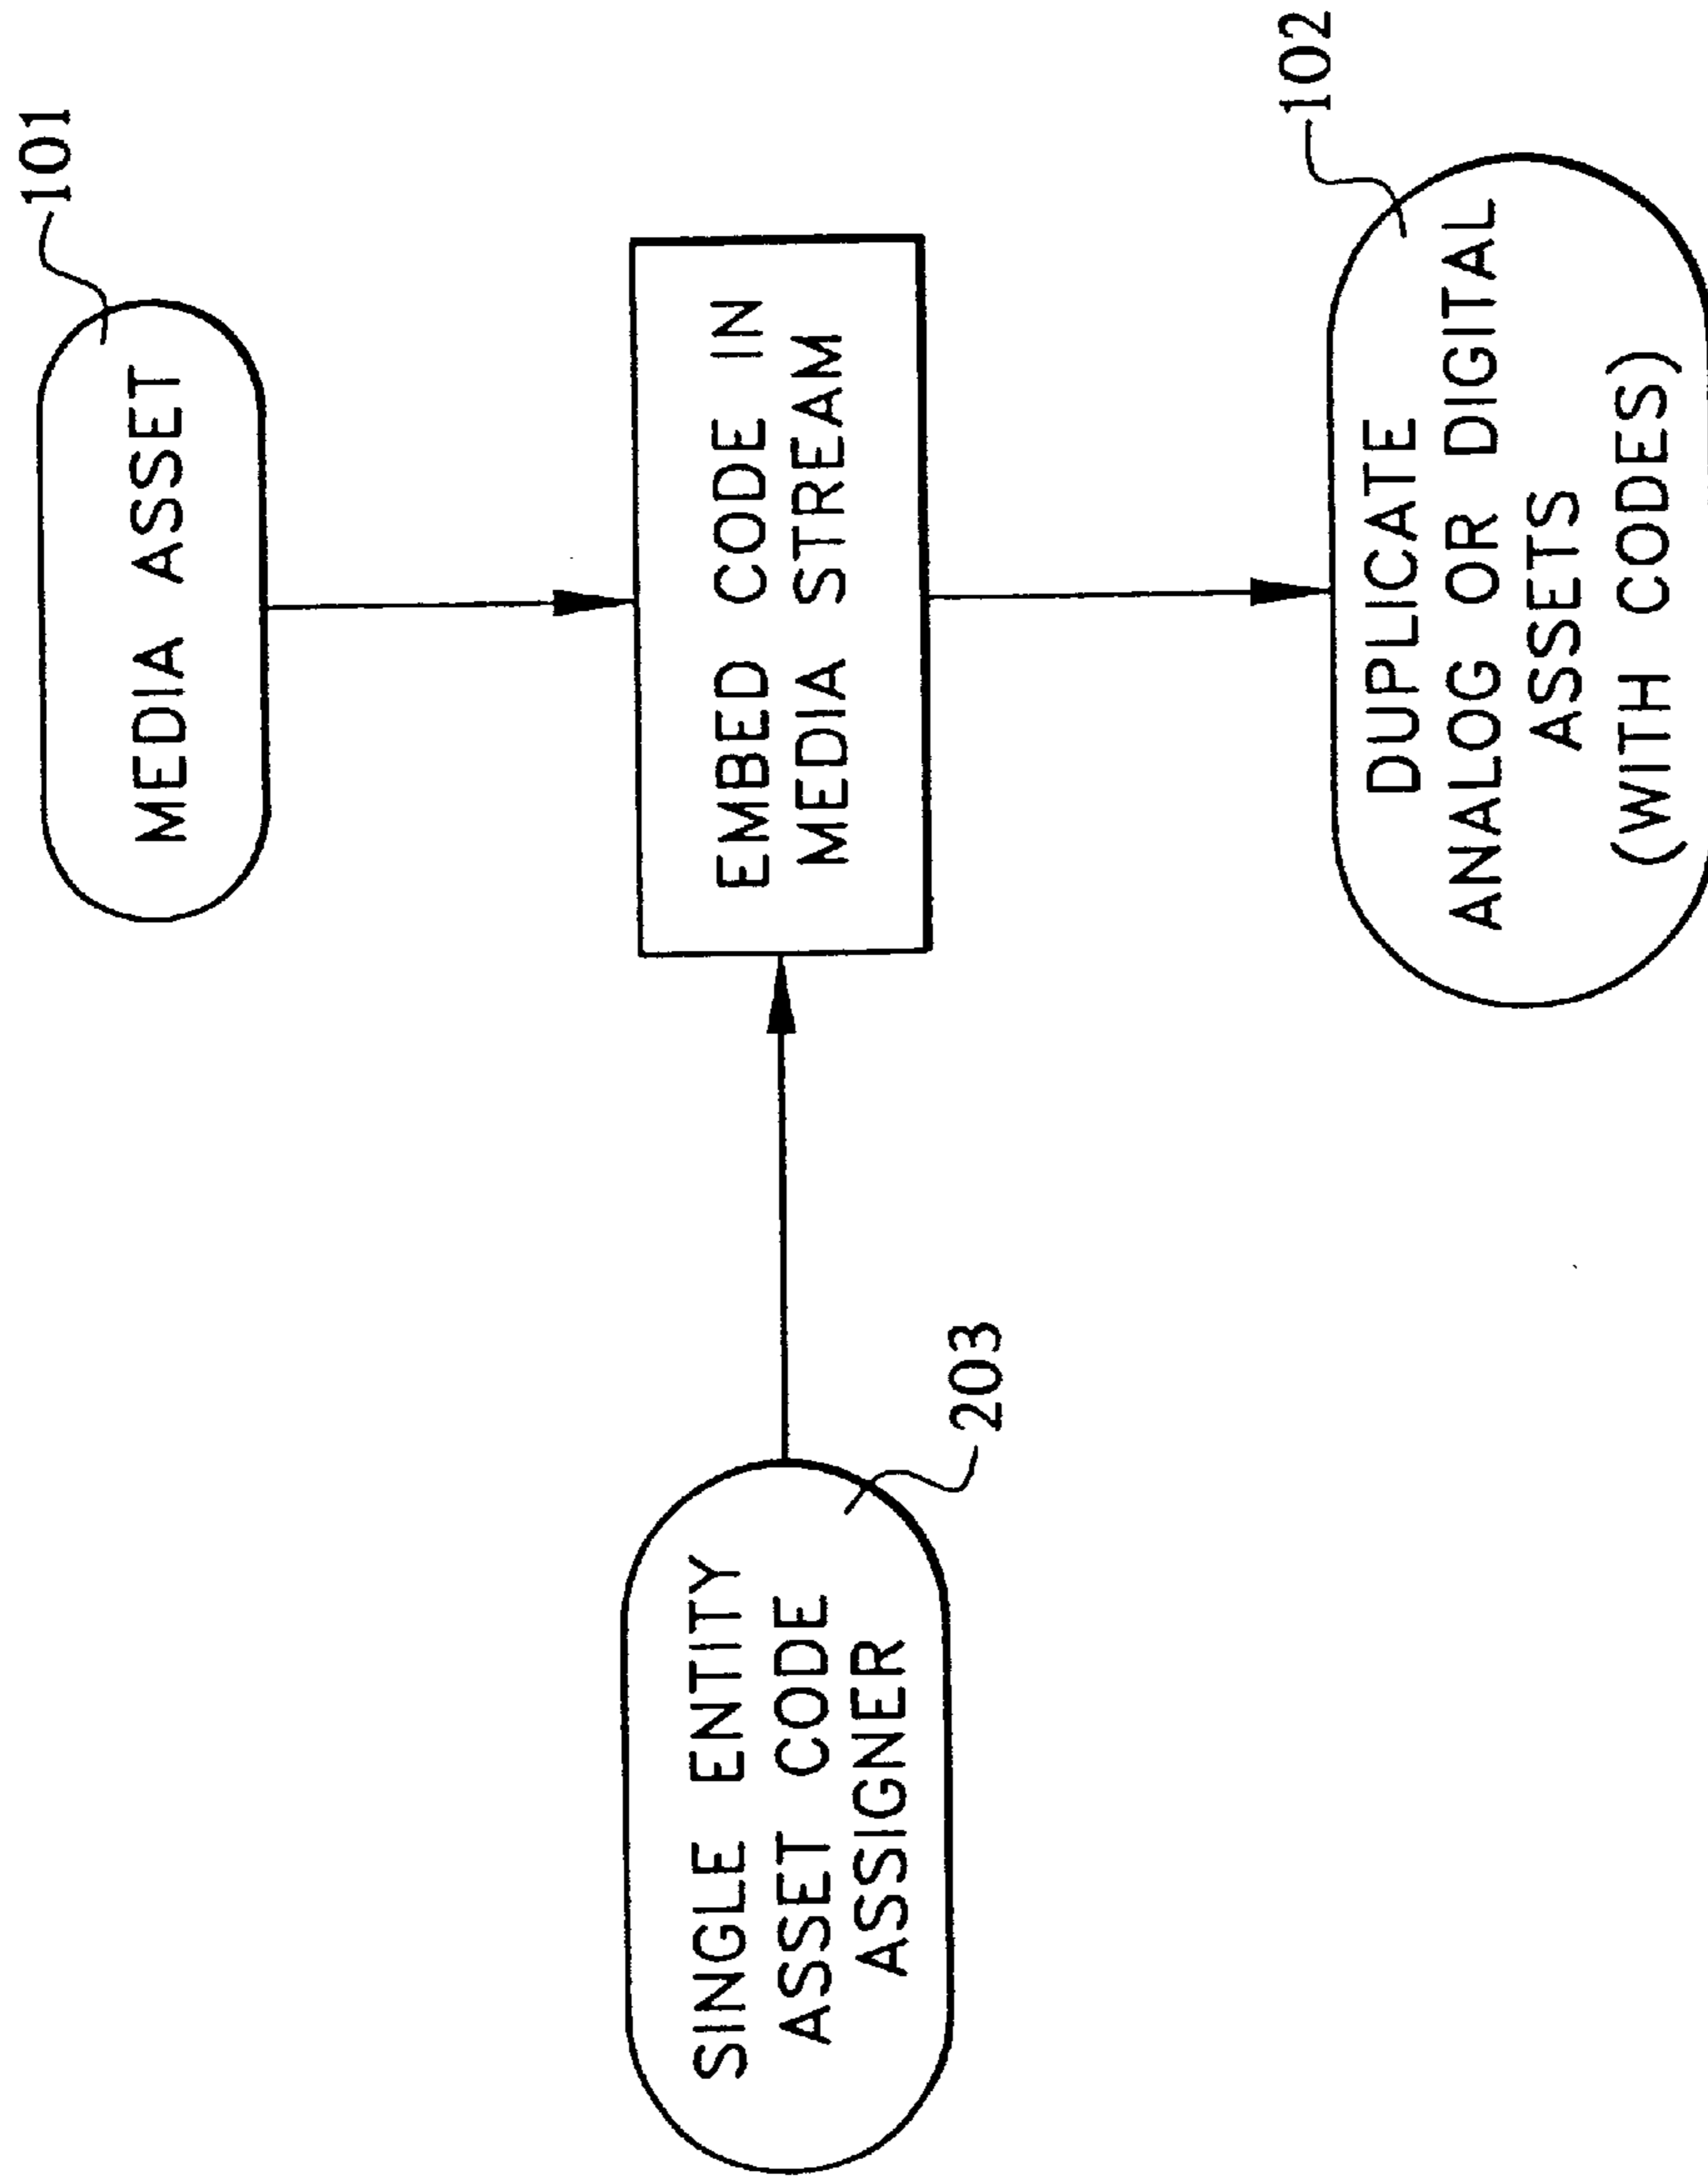 101
MEDIA ASSET
EMBED CODE IN
MEDIA STREAM
SINGLE ENTITY
ASSET CODE
ASSIGNER
203
102
DUPLICATE
ANALOG OR DIGITAL
ASSETS
(WITH CODES)